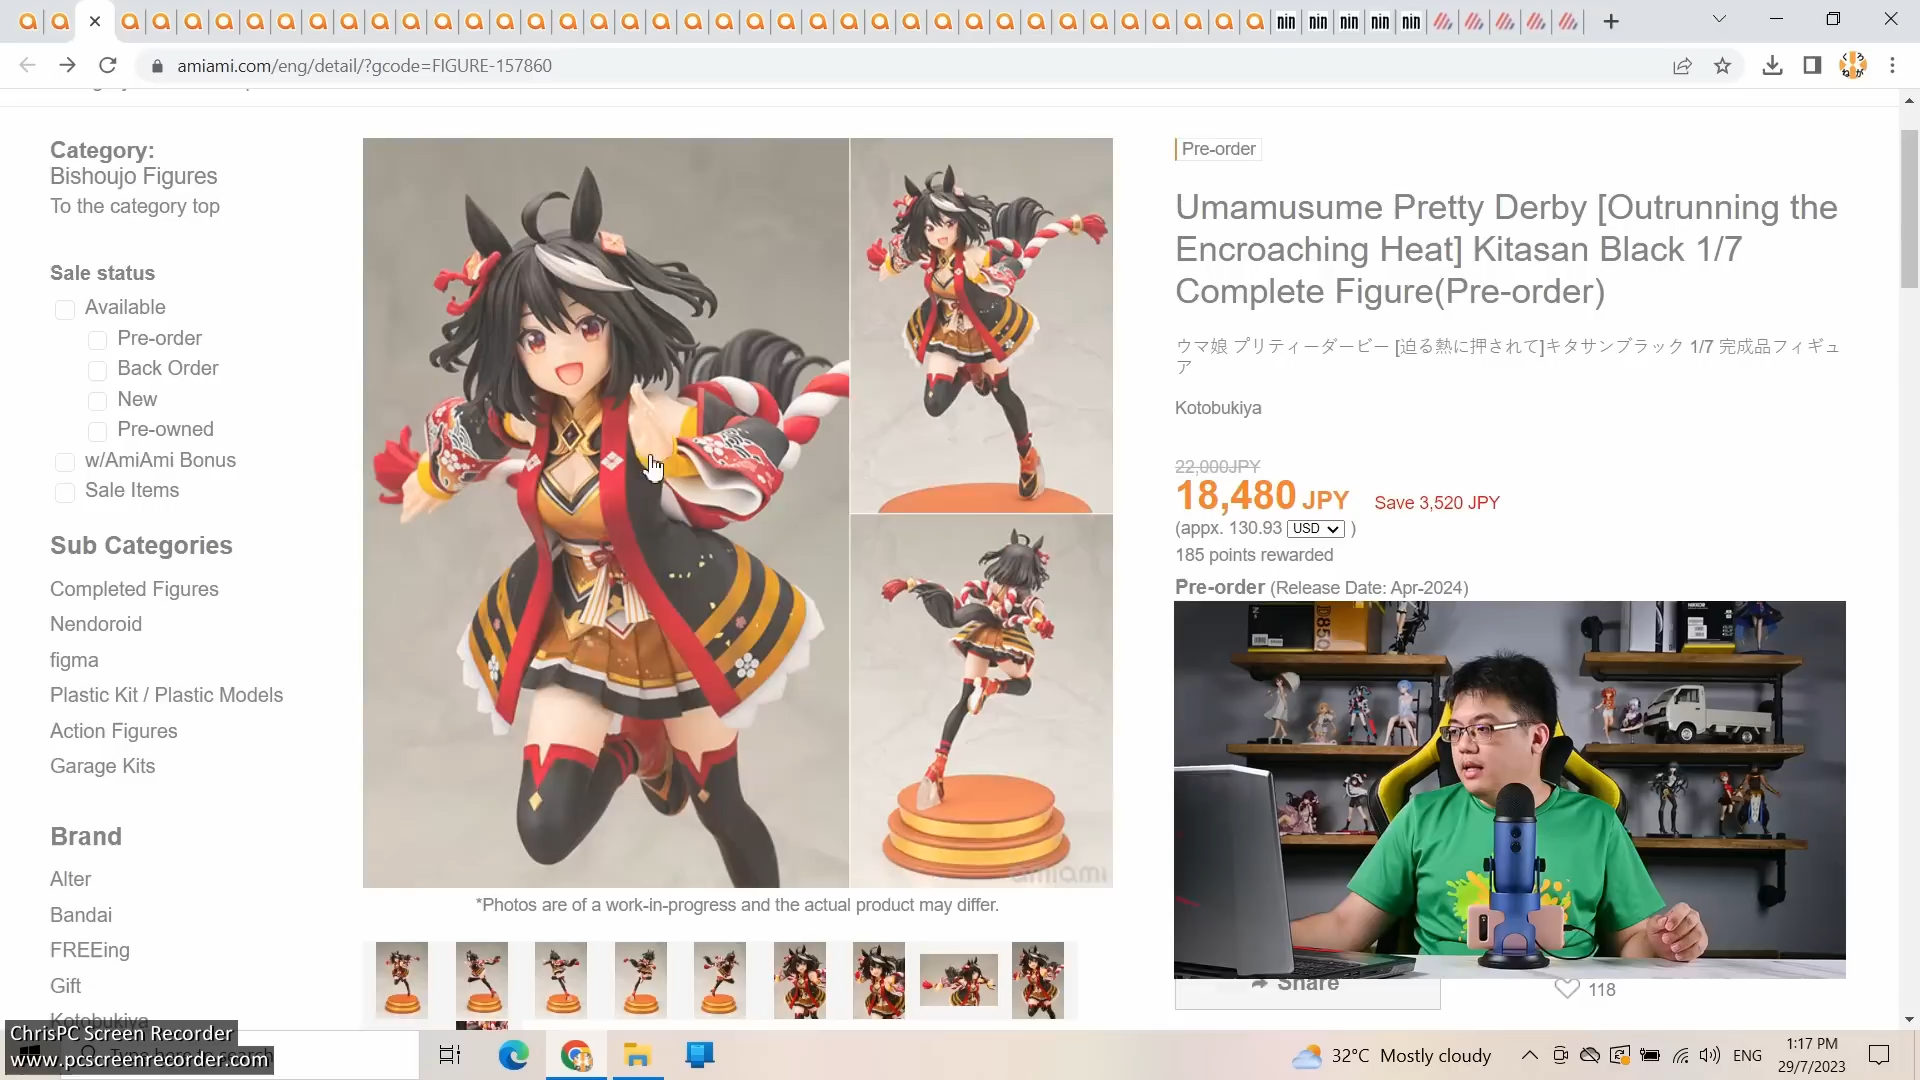 nin nin nin nin nin
amiami.com/eng/detail/?gcode=FIGURE-157860
Category:
Bishoujo Figures
To the category top
Sale status
Available
Pre-order
Back Order
New
Pre-owned
w/AmiAmi Bonus
Sale Items
Sub Categories
Completed Figures
Nendoroid
figma
Plastic Kit / Plastic Models
Action Figures
Garage Kits
Brand
Alter
Bandai
FREEing
Gift
Kotobukiya
amiami
*Photos are of a work-in-progress and the actual product may differ.
Pre-order
Umamusume Pretty Derby [Outrunning the
Encroaching Heat] Kitasan Black 1/7
Complete Figure(Pre-order)
ウマ娘 プリティーダービー [迫る熱に押されて]キタサンブラック 1/7 完成品フィギュ
ア
Kotobukiya
22,000JPY
18,480 JPY Save 3,520 JPY
(appx. 130.93 USD )
185 points rewarded
Pre-order (Release Date: Apr-2024)
D850
Share
118
ChrisPC Screen Recorder
www.pcscreenrecorder.com
32°C Mostly cloudy
ENG
1:17 PM
29/7/2023